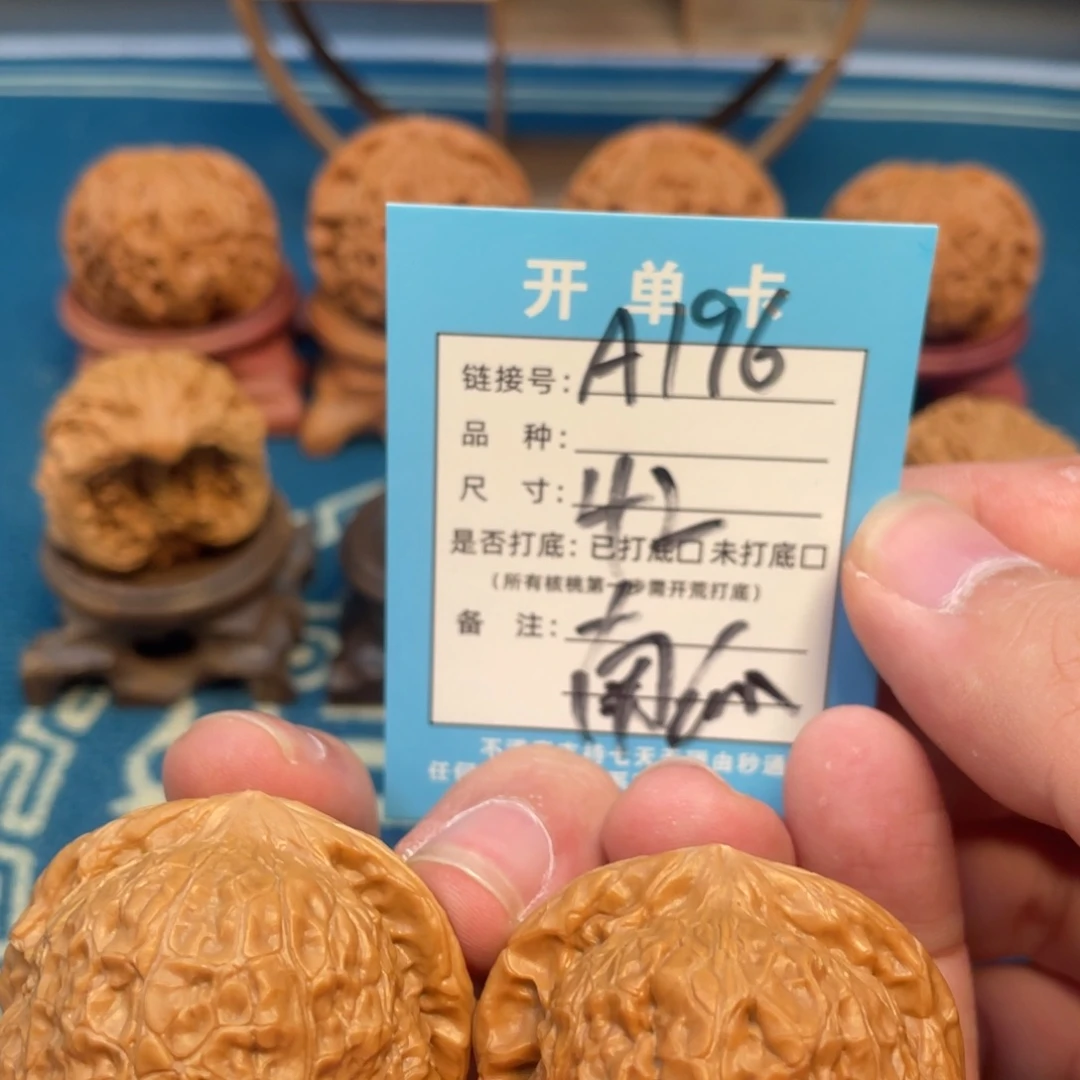 开单卡
链接号：A196
品 种：
尺 寸：42
是否打底：已打底□ 未打底□
（所有核桃第一步需开荒打底）
备 注：
南